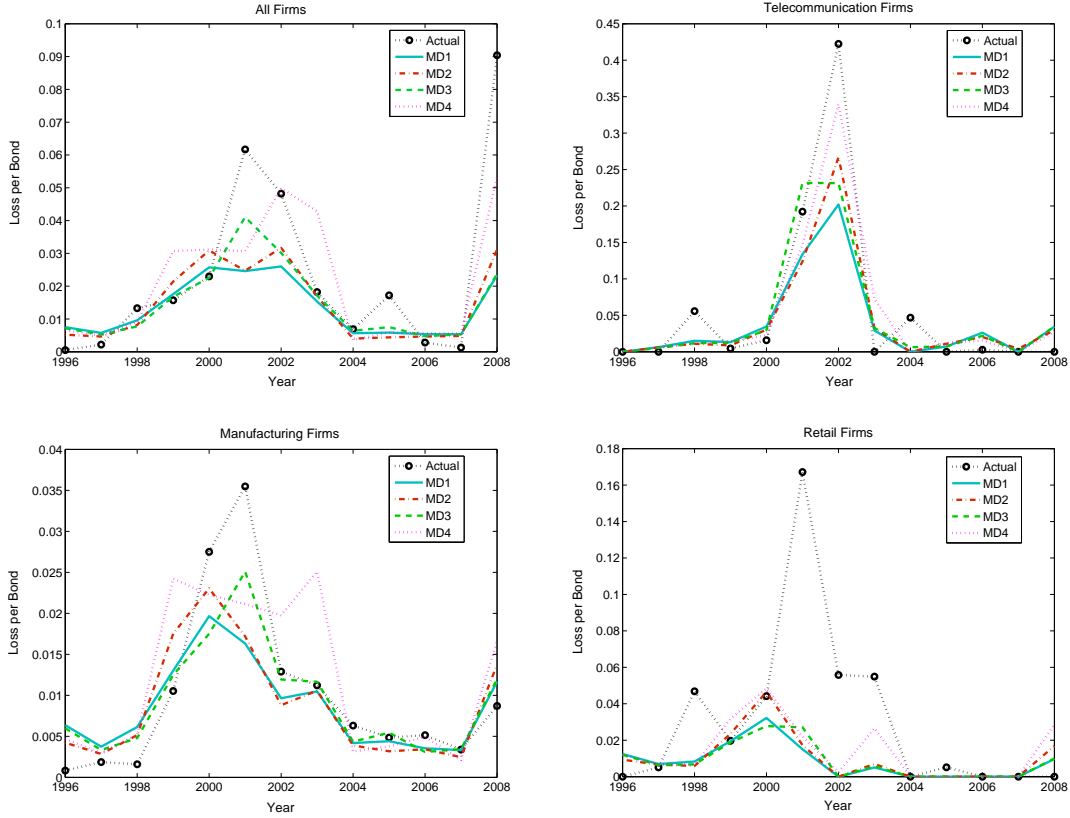 All Firms
0.1
0.09
0.08
0.07
0.06
0.05
0.04
0.03
0.02
0.01
0
Loss per Bond
1996 1998 2000 2002 2004 2006 2008
Year
Actual
MD1
MD2
MD3
MD4
Telecommunication Firms
0.45
0.4
0.35
0.3
0.25
0.2
0.15
0.1
0.05
0
Loss per Bond
1996 1998 2000 2002 2004 2006 2008
Year
Actual
MD1
MD2
MD3
MD4
Manufacturing Firms
0.04
0.035
0.03
0.025
0.02
0.015
0.01
0.005
0
Loss per Bond
1996 1998 2000 2002 2004 2006 2008
Year
Actual
MD1
MD2
MD3
MD4
Retail Firms
0.18
0.16
0.14
0.12
0.1
0.08
0.06
0.04
0.02
0
Loss per Bond
1996 1998 2000 2002 2004 2006 2008
Year
Actual
MD1
MD2
MD3
MD4